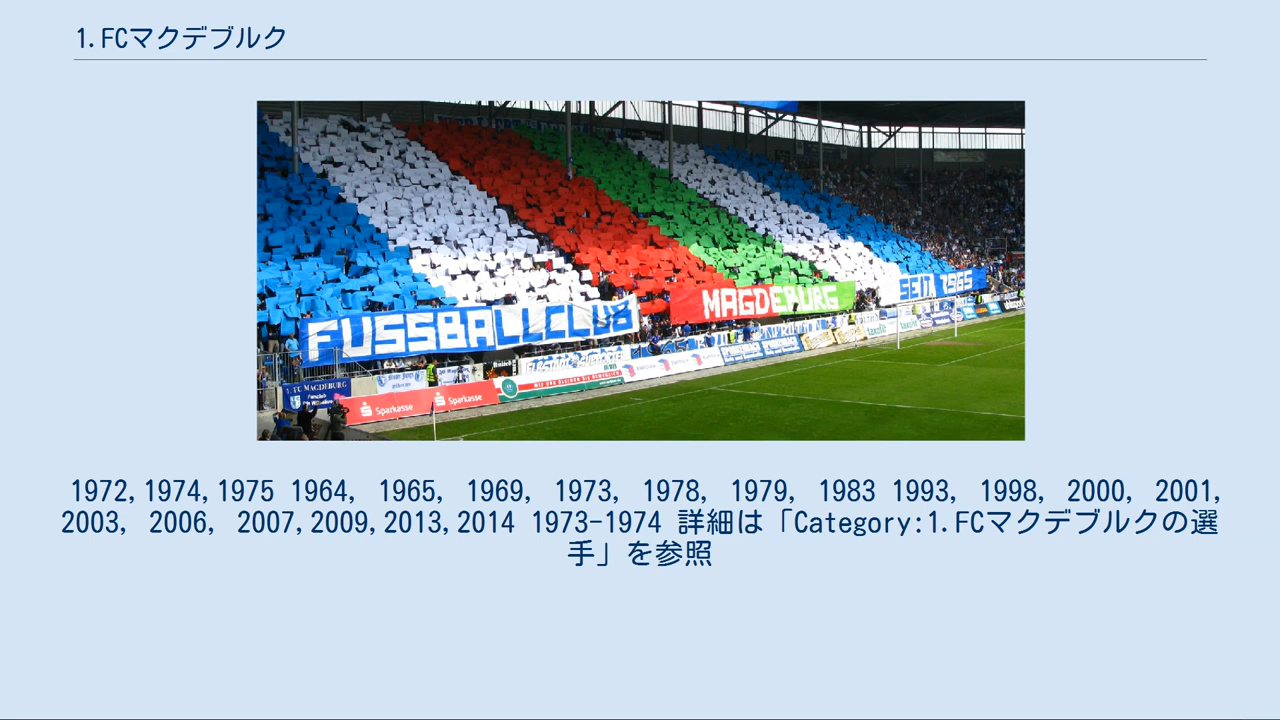 1.FCマクデブルク
FUSSBALLCLUB
MAGDEBURG
SEIT 1965
1. FC MAGDEBURG
Sparkasse
Sparkasse
1972,1974,1975 1964, 1965, 1969, 1973, 1978, 1979, 1983 1993, 1998, 2000, 2001,
2003, 2006, 2007,2009,2013,2014 1973-1974 詳細は「Category:1.FCマクデブルクの選
手」を参照